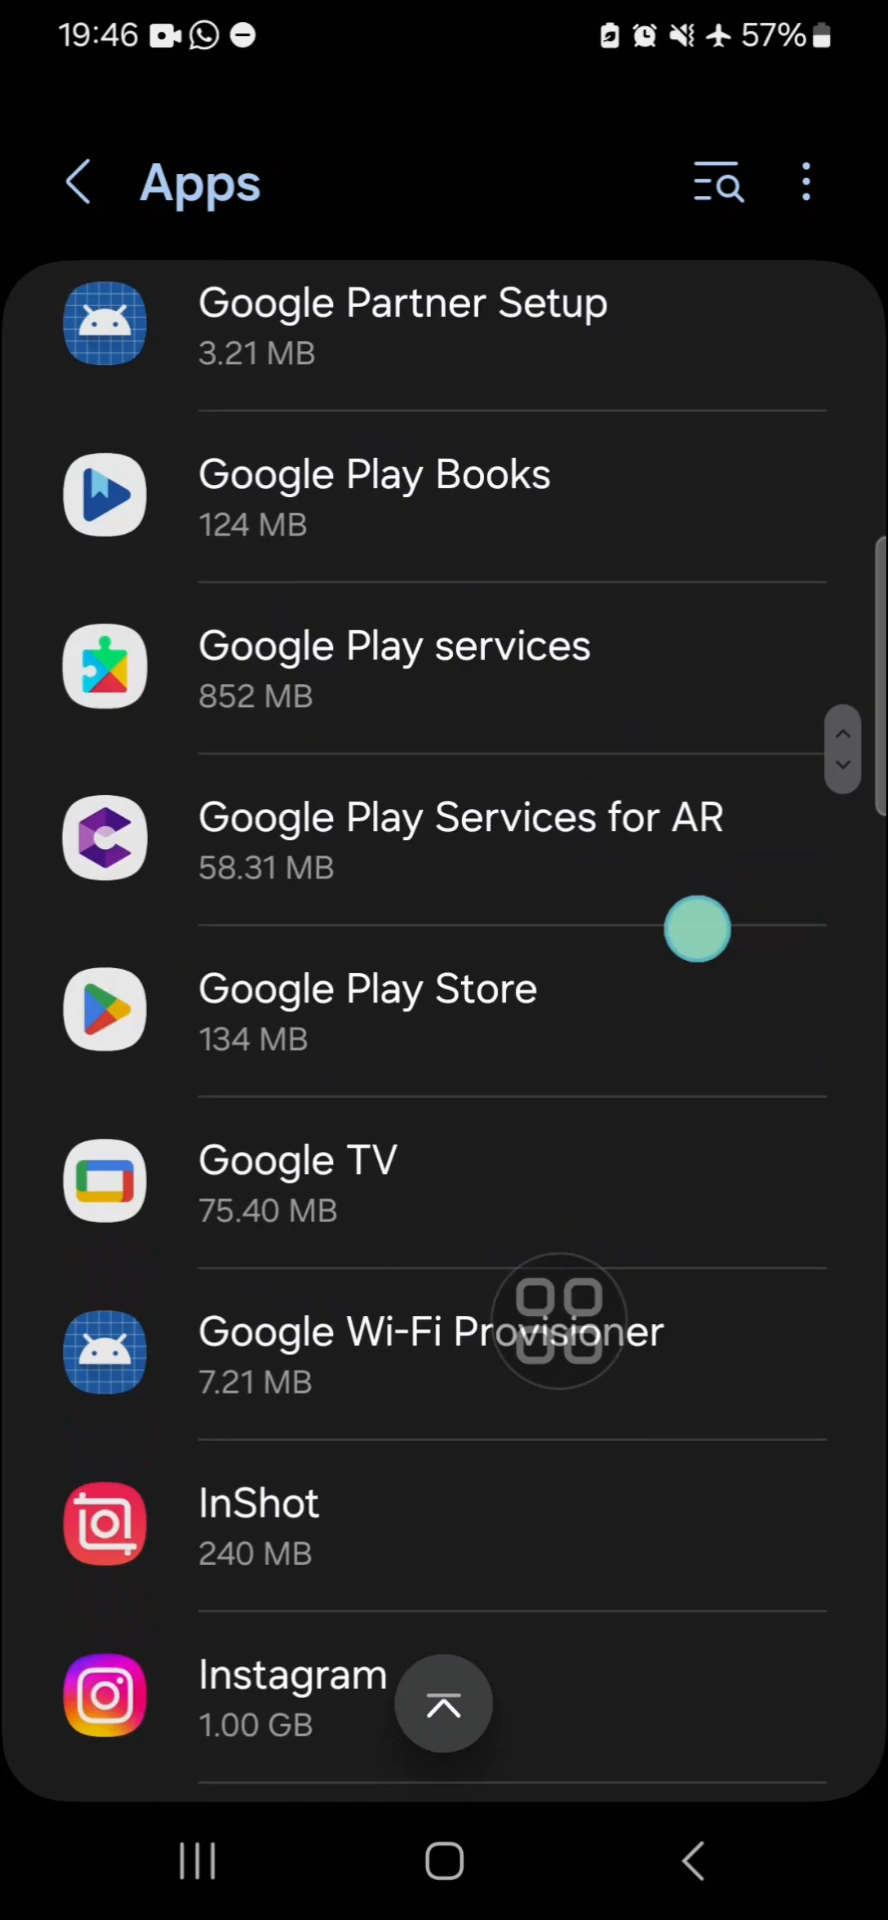 19:46
57%
Apps
Google Partner Setup
3.21 MB
Google Play Books
124 MB
Google Play services
852 MB
Google Play Services for AR
58.31 MB
Google Play Store
134 MB
Google TV
75.40 MB
Google Wi-Fi Provisioner
7.21 MB
InShot
240 MB
Instagram
1.00 GB